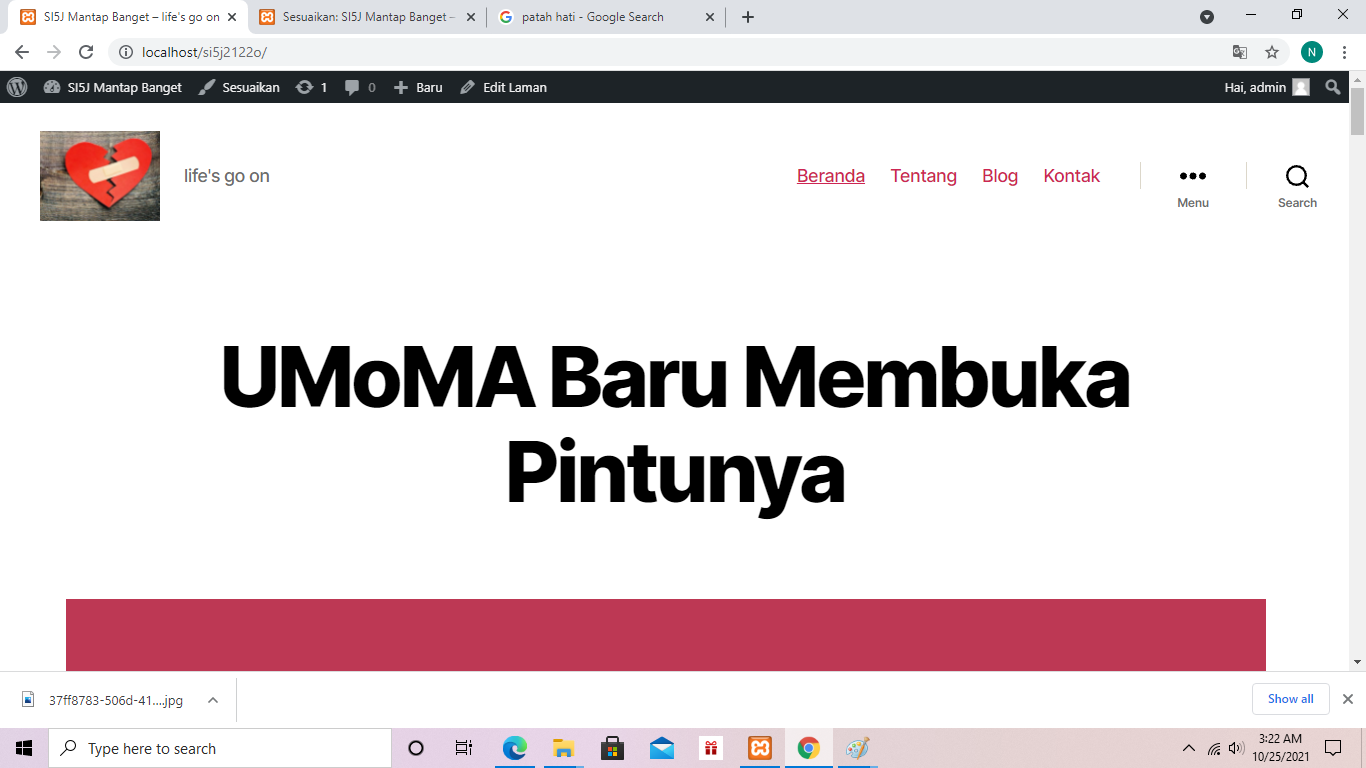 SI5J Mantap Banget – life's go on
Sesuaikan: SI5J Mantap Banget –
patah hati - Google Search
localhost/si5j2122o/
N
SI5J Mantap Banget
Sesuaikan
1
0
Baru
Edit Laman
Hai, admin
life's go on
Beranda
Tentang
Blog
Kontak
Menu
Search
UMoMA Baru Membuka
Pintunya
37ff8783-506d-41....jpg
Show all
Type here to search
3:22 AM
10/25/2021